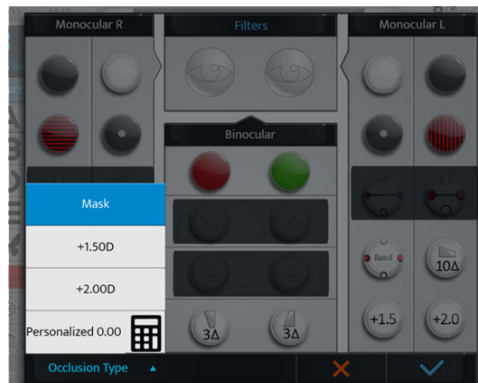 Monocular R
Filters
Monocular L
Binocular
Mask
+1.50D
+2.00D
Personalized 0.00
fixed
10Δ
3Δ
3Δ
+1.5
+2.0
Occlusion Type